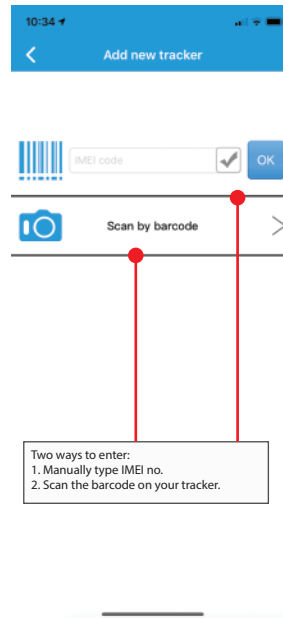 10:34
Add new tracker
IMEI code
OK
Scan by barcode
Two ways to enter:
1. Manually type IMEI no.
2. Scan the barcode on your tracker.